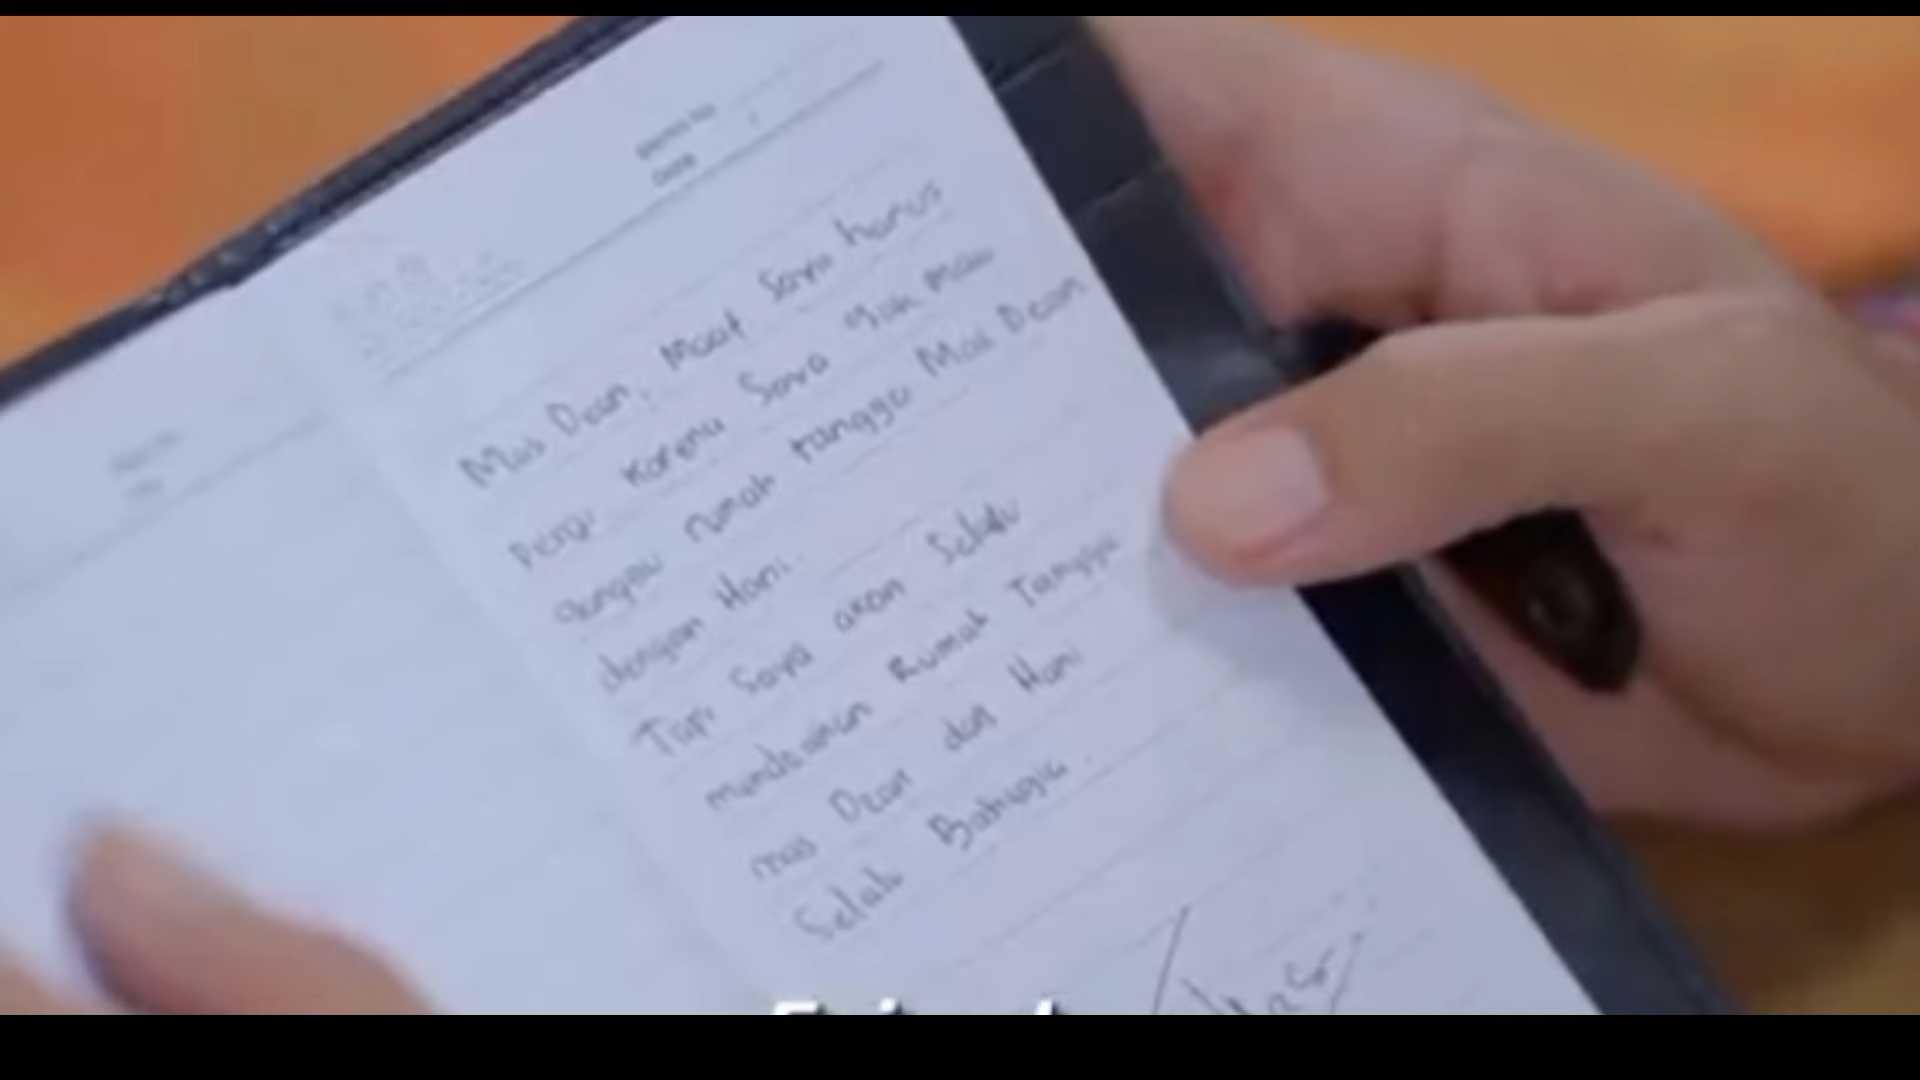 Mas Dean, Maaf Saya harus
Pergi Karena Saya gak mau
ganggu rumah tangga Mas Dean
dengan Hani.
Tapi Saya akan Selalu
mendoakan Rumah Tangga
mas Dean dan Hani
Selalu Bahagia.